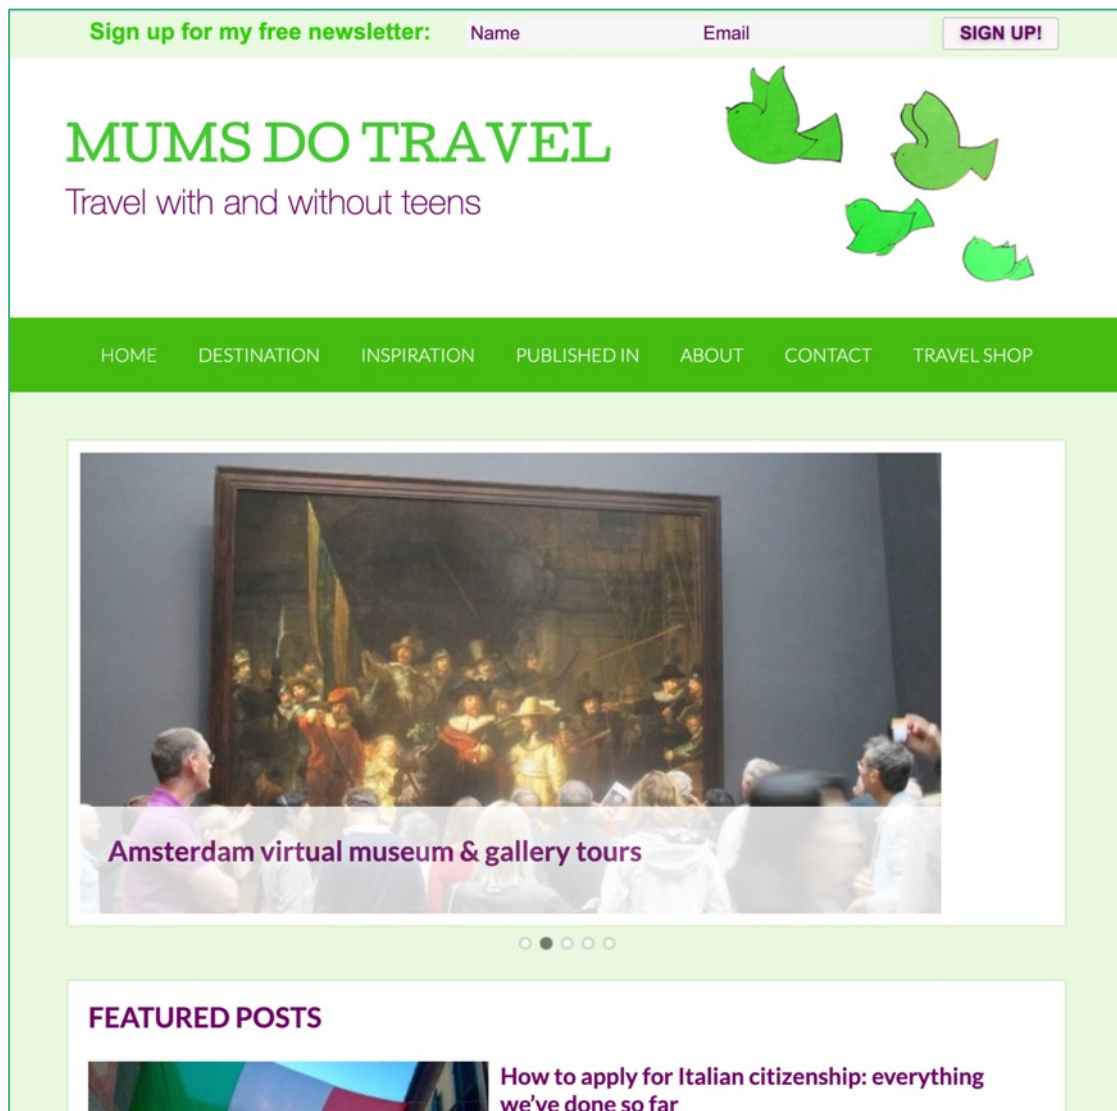 Sign up for my free newsletter: Name Email SIGN UP!
MUMS DO TRAVEL
Travel with and without teens
HOME DESTINATION INSPIRATION PUBLISHED IN ABOUT CONTACT TRAVEL SHOP
Amsterdam virtual museum & gallery tours
FEATURED POSTS
How to apply for Italian citizenship: everything
we've done so far